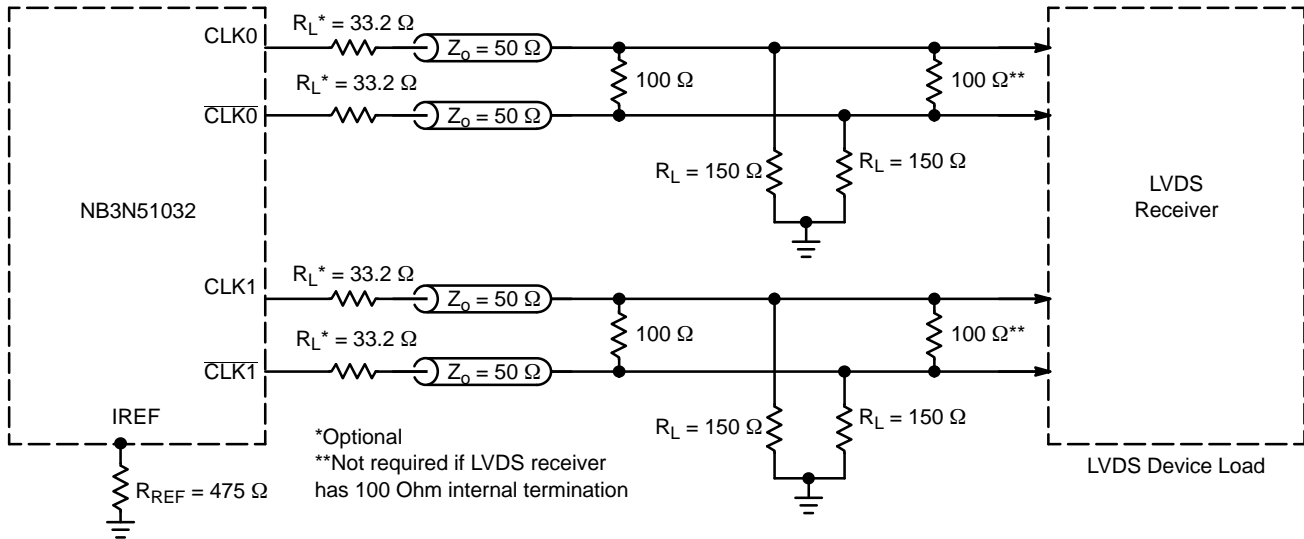 R_L* = 33.2 Ω
CLK0
Z_o = 50 Ω
R_L* = 33.2 Ω
100 Ω
100 Ω**
CLK0
Z_o = 50 Ω
R_L = 150 Ω
R_L = 150 Ω
NB3N51032
LVDS
Receiver
R_L* = 33.2 Ω
CLK1
Z_o = 50 Ω
R_L* = 33.2 Ω
100 Ω
100 Ω**
CLK1
Z_o = 50 Ω
IREF
R_L = 150 Ω
R_L = 150 Ω
*Optional
**Not required if LVDS receiver
has 100 Ohm internal termination
LVDS Device Load
R_REF = 475 Ω